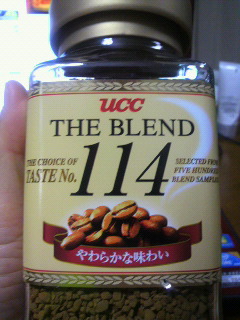 UCC
THE BLEND
THE CHOICE OF
TASTE No.
114
SELECTED FROM
FIVE HUNDRED
BLEND SAMPLES
やわらかな味わい